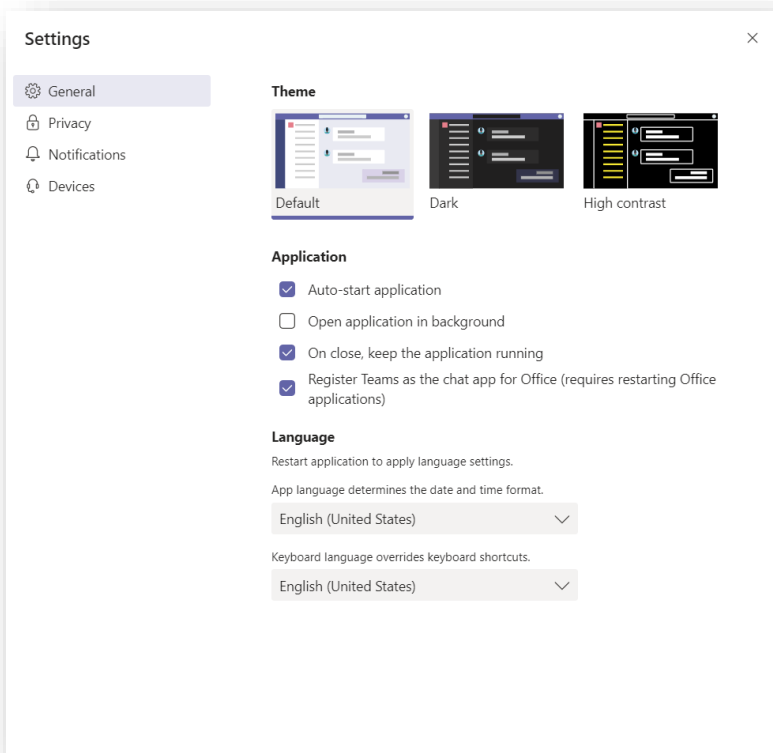 Settings
General
Privacy
Notifications
Devices
Theme
Default
Dark
High contrast
Application
Auto-start application
Open application in background
On close, keep the application running
Register Teams as the chat app for Office (requires restarting Office
applications)
Language
Restart application to apply language settings.
App language determines the date and time format.
English (United States)
Keyboard language overrides keyboard shortcuts.
English (United States)